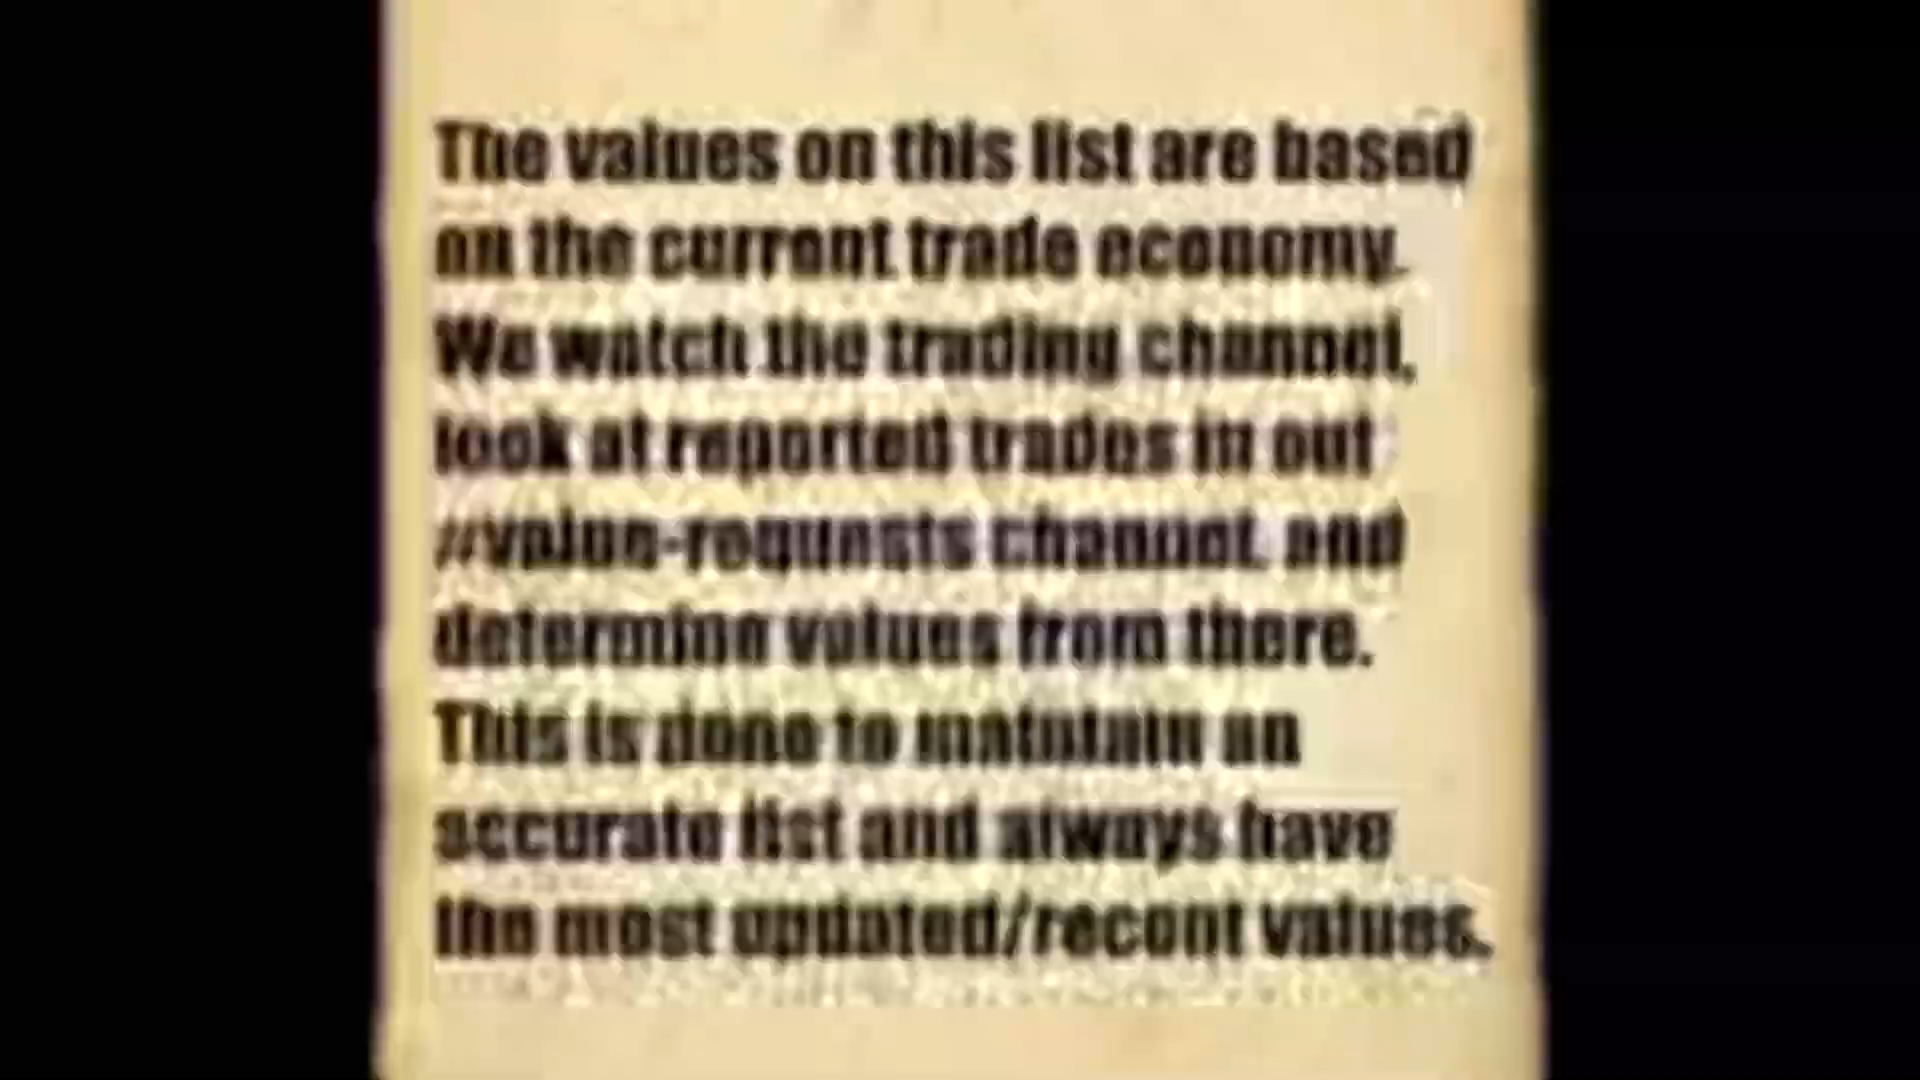 The values on this list are based
on the current trade economy.
We watch the trading channel,
look at reported trades in out
#value-requests channel, and
determine values from there.
This is done to maintain an
accurate list and always have
the most updated/recent values.